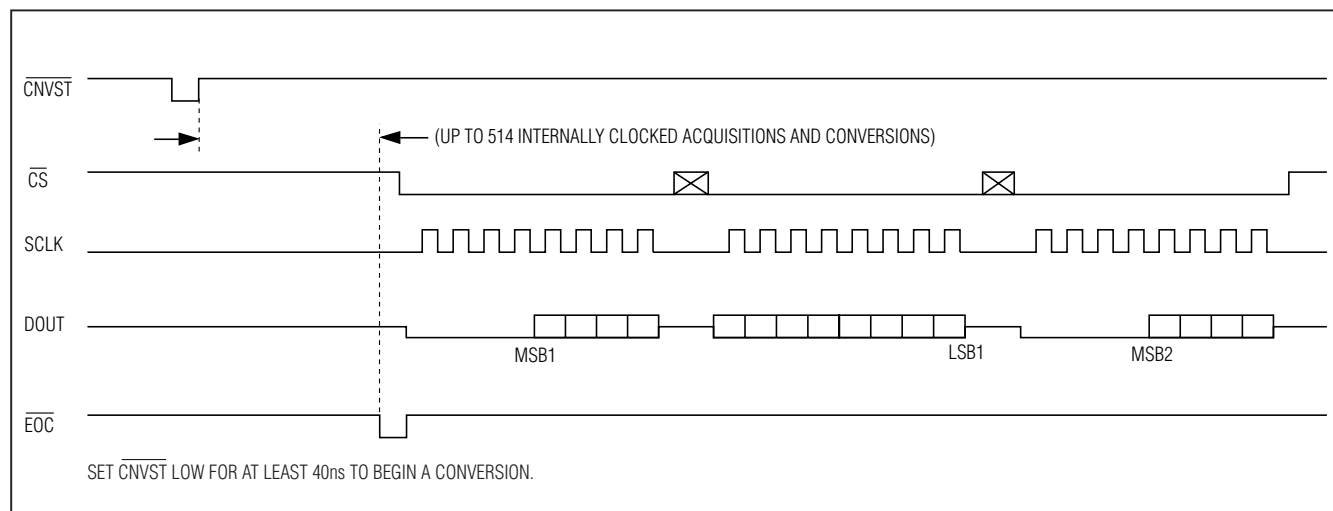 CNVST
(UP TO 514 INTERNALLY CLOCKED ACQUISITIONS AND CONVERSIONS)
CS
SCLK
DOUT
MSB1
LSB1
MSB2
EOC
SET CNVST LOW FOR AT LEAST 40ns TO BEGIN A CONVERSION.